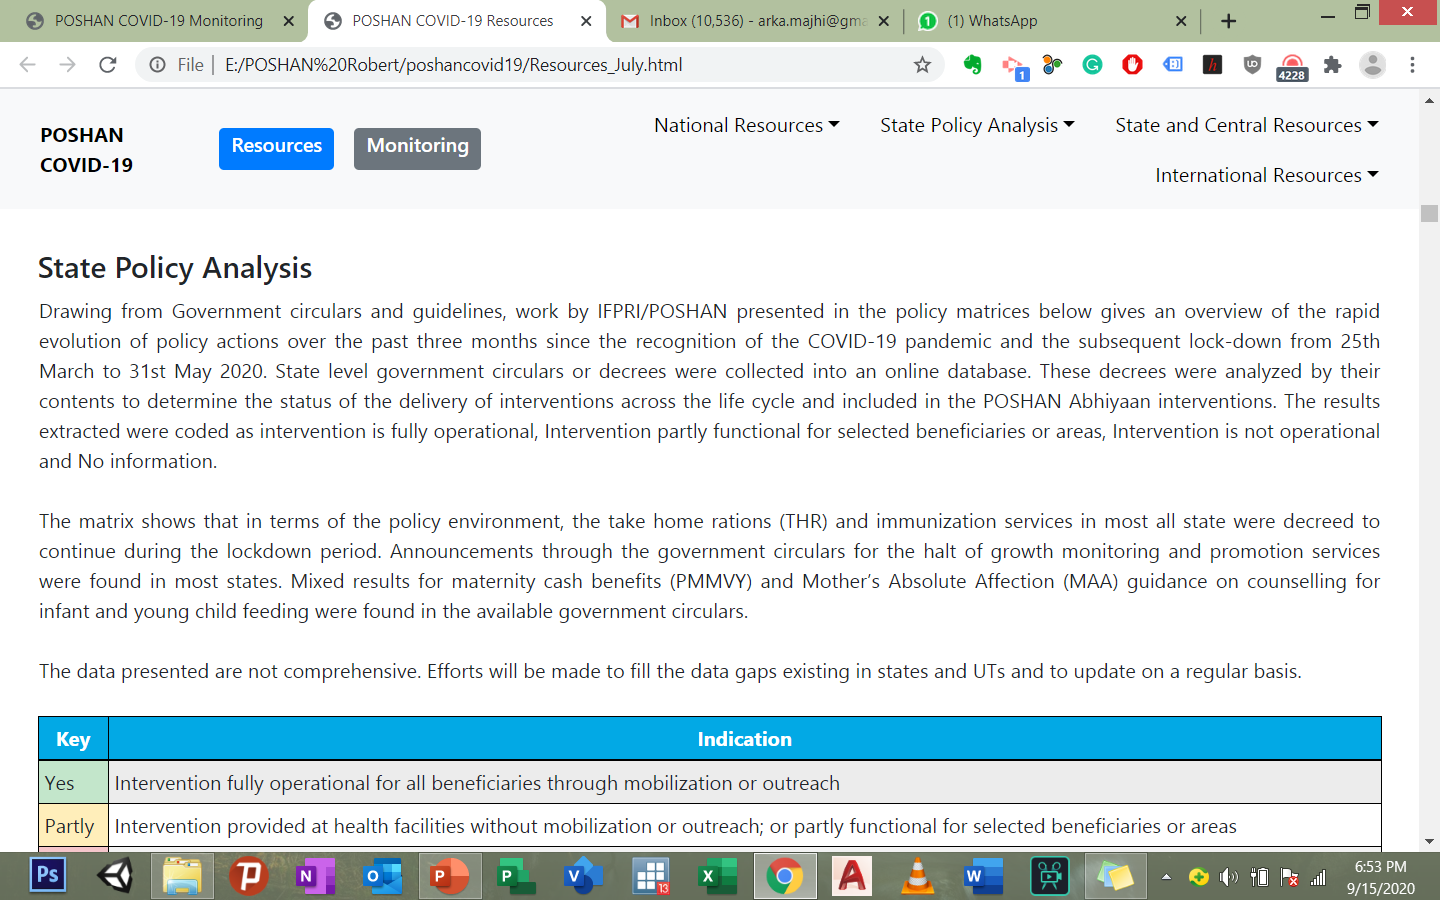 POSHAN COVID-19 Monitoring
POSHAN COVID-19 Resources
Inbox (10,536) - arka.majhi@gma
(1) WhatsApp
File
E:/POSHAN%20Robert/poshancovid19/Resources_July.html
1
4228
POSHAN
COVID-19
Resources
Monitoring
National Resources
State Policy Analysis
State and Central Resources
International Resources
State Policy Analysis
Drawing from Government circulars and guidelines, work by IFPRI/POSHAN presented in the policy matrices below gives an overview of the rapid
evolution of policy actions over the past three months since the recognition of the COVID-19 pandemic and the subsequent lock-down from 25th
March to 31st May 2020. State level government circulars or decrees were collected into an online database. These decrees were analyzed by their
contents to determine the status of the delivery of interventions across the life cycle and included in the POSHAN Abhiyaan interventions. The results
extracted were coded as intervention is fully operational, Intervention partly functional for selected beneficiaries or areas, Intervention is not operational
and No information.
The matrix shows that in terms of the policy environment, the take home rations (THR) and immunization services in most all state were decreed to
continue during the lockdown period. Announcements through the government circulars for the halt of growth monitoring and promotion services
were found in most states. Mixed results for maternity cash benefits (PMMVY) and Mother's Absolute Affection (MAA) guidance on counselling for
infant and young child feeding were found in the available government circulars.
The data presented are not comprehensive. Efforts will be made to fill the data gaps existing in states and UTs and to update on a regular basis.
Key
Indication
Yes
Intervention fully operational for all beneficiaries through mobilization or outreach
Partly
Intervention provided at health facilities without mobilization or outreach; or partly functional for selected beneficiaries or areas
6:53 PM
9/15/2020